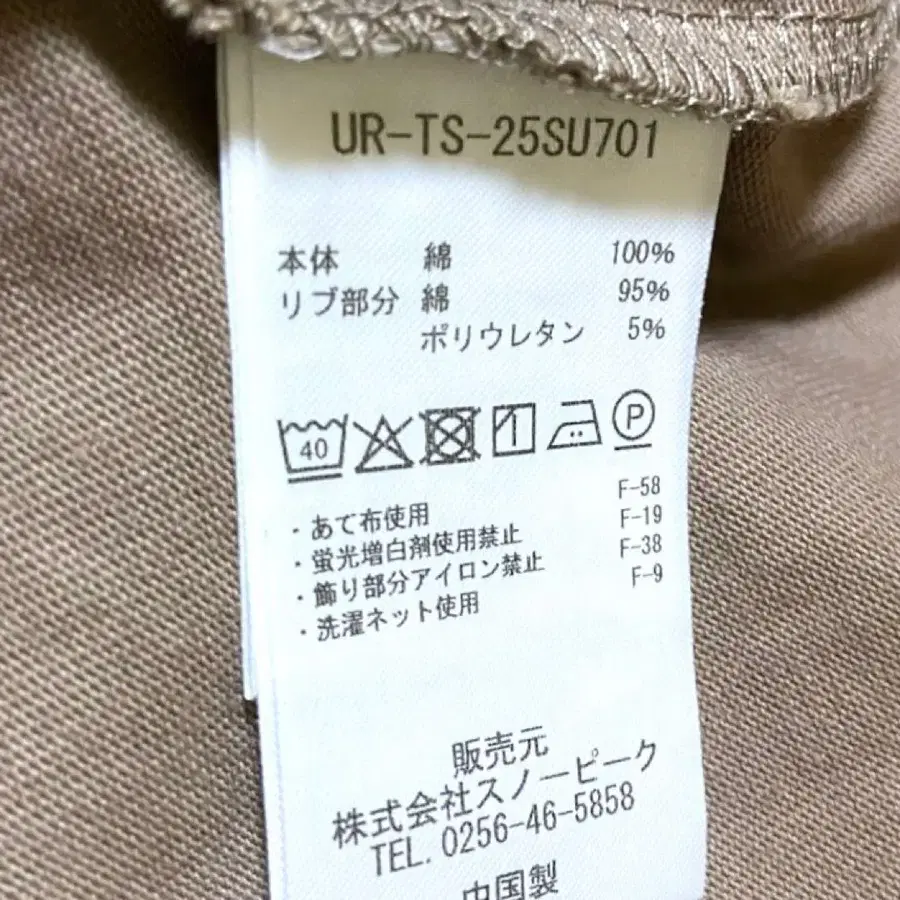 UR-TS-25SU701
本体 綿 100%
リブ部分 綿 95%
ポリウレタン 5%
40 P
・あて布使用 F-58
・蛍光増白剤使用禁止 F-19
・飾り部分アイロン禁止 F-38
・洗濯ネット使用 F-9
販売元
株式会社スノーピーク
TEL. 0256-46-5858
中国製